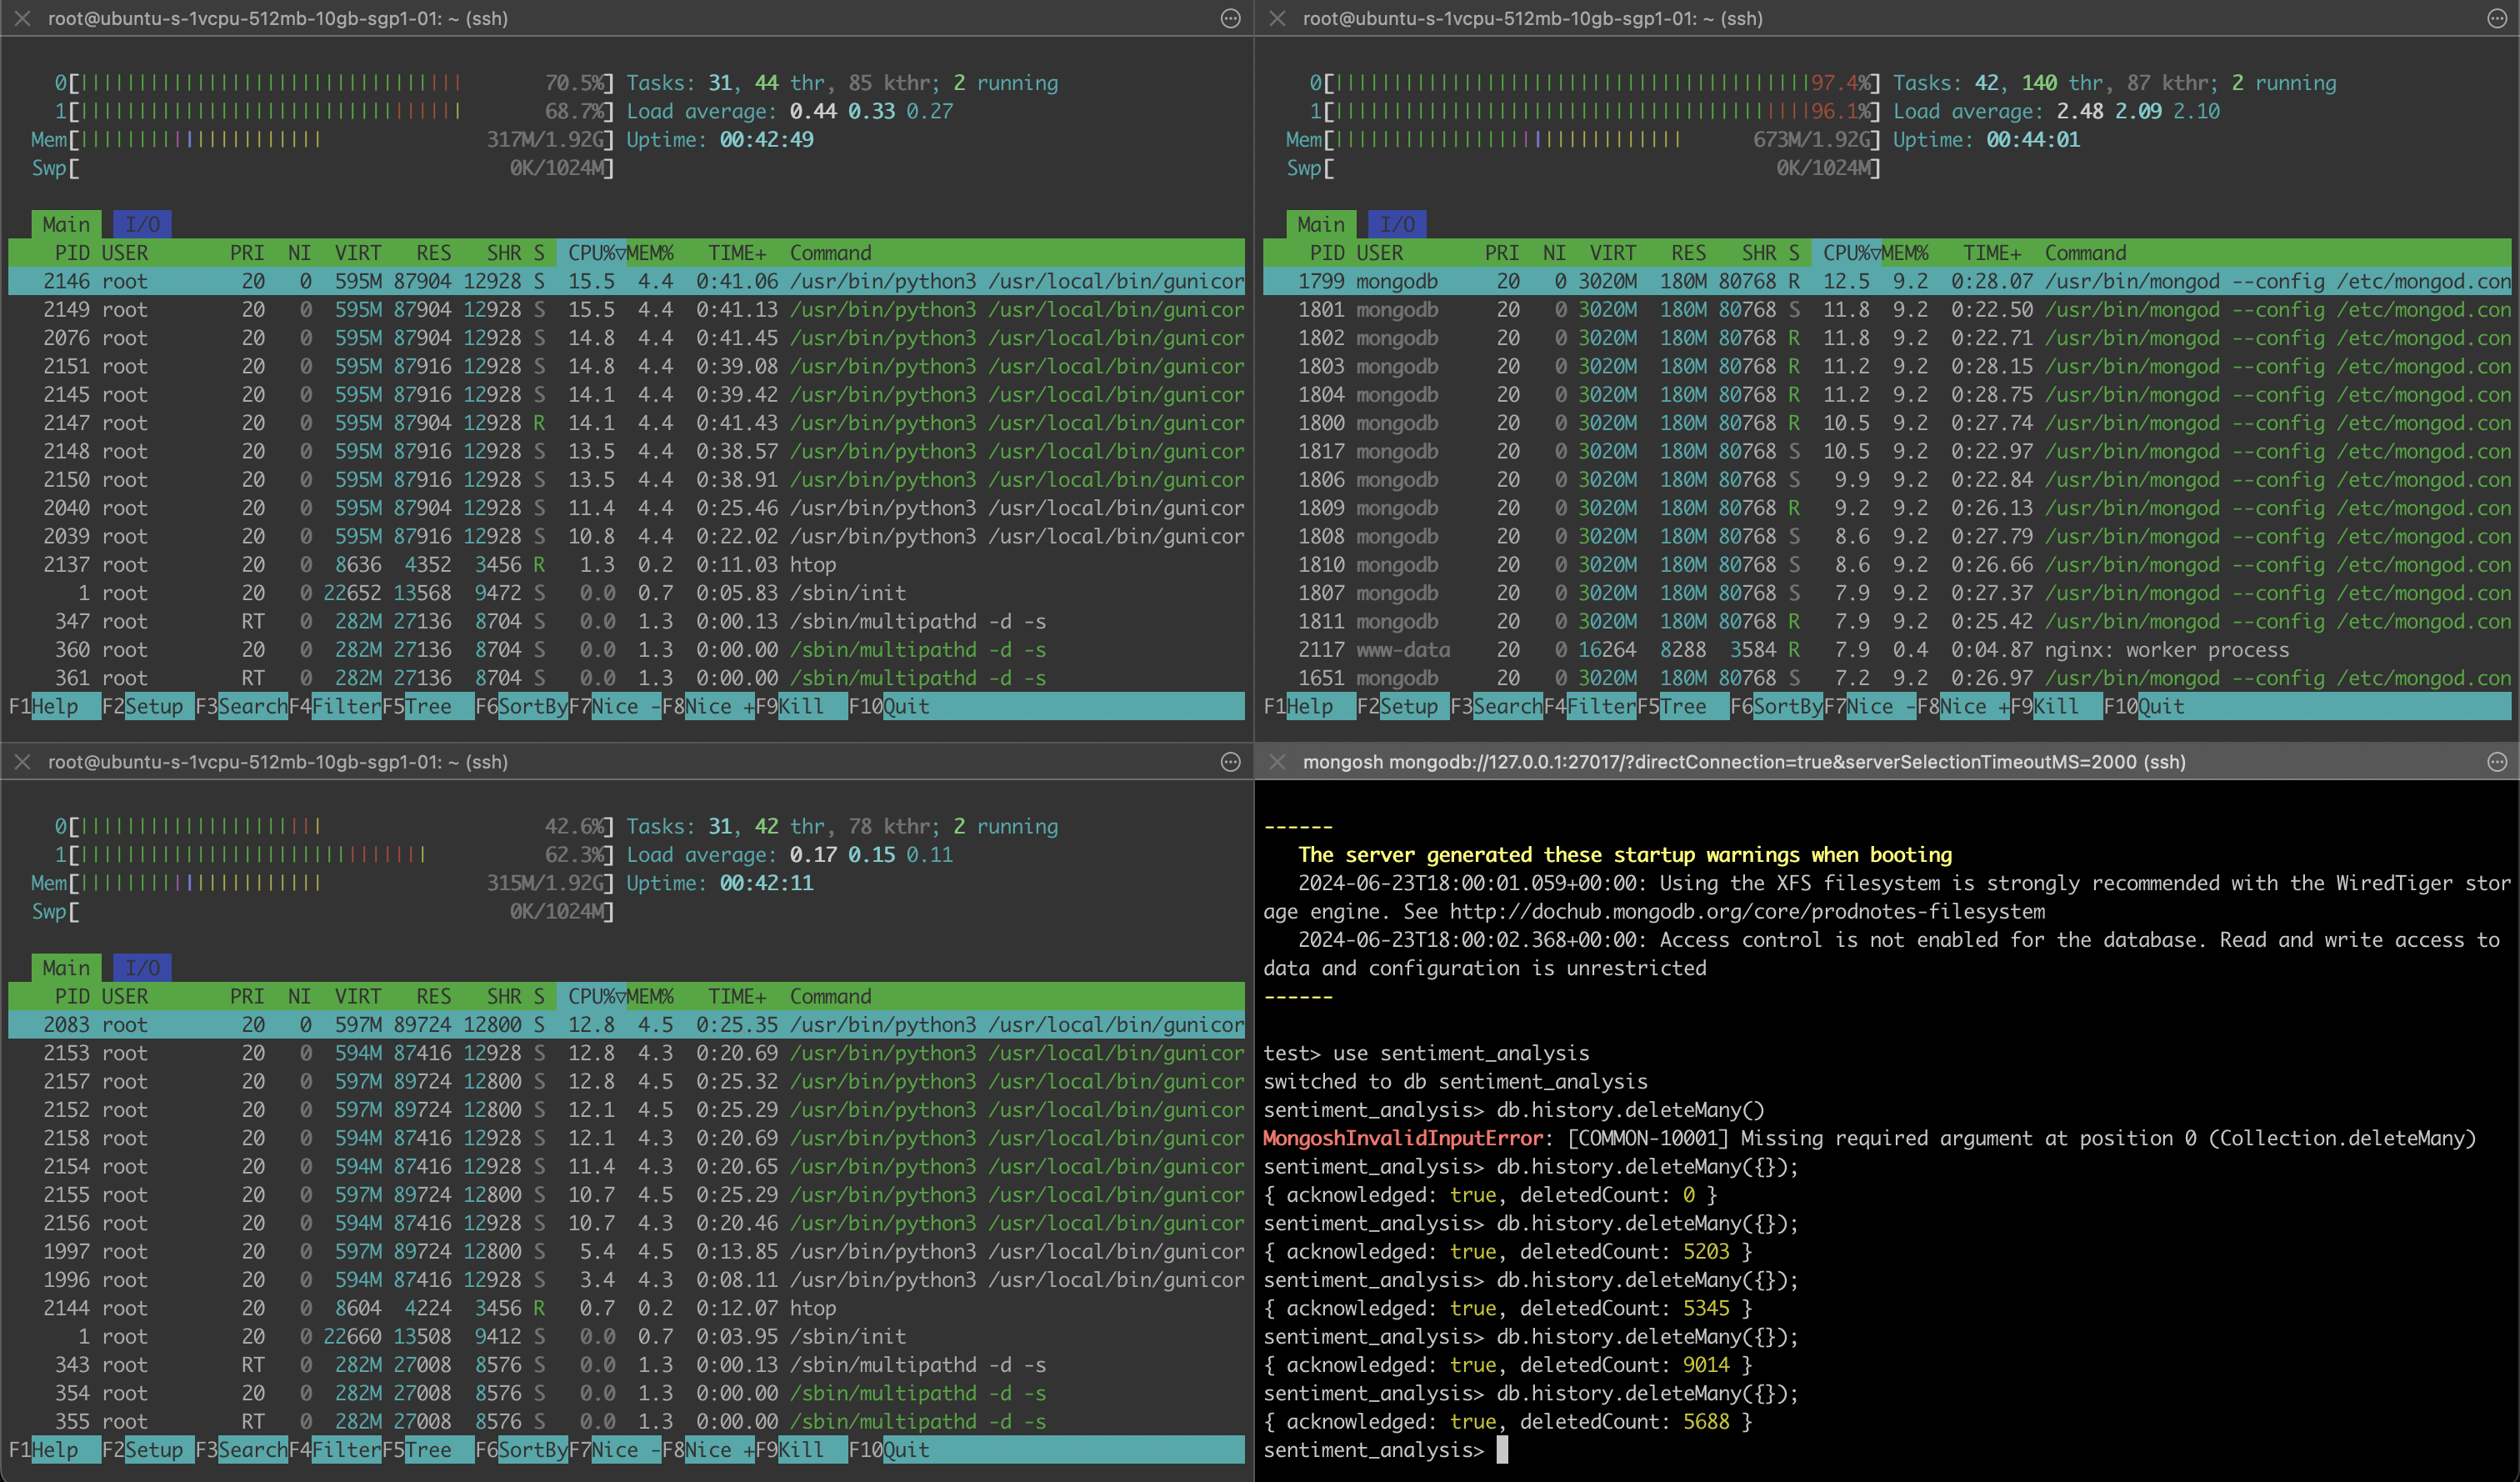 root@ubuntu-s-1vcpu-512mb-10gb-sgp1-01: ~ (ssh)
0[ 70.5%] Tasks: 31, 44 thr, 85 kthr; 2 running
1[ 68.7%] Load average: 0.44 0.33 0.27
Mem[ 317M/1.92G] Uptime: 00:42:49
Swp[ 0K/1024M]
Main I/O
PID USER PRI NI VIRT RES SHR S CPU%▽MEM% TIME+ Command
2146 root 20 0 595M 87904 12928 S 15.5 4.4 0:41.06 /usr/bin/python3 /usr/local/bin/gunicor
2149 root 20 0 595M 87904 12928 S 15.5 4.4 0:41.13 /usr/bin/python3 /usr/local/bin/gunicor
2076 root 20 0 595M 87904 12928 S 14.8 4.4 0:41.45 /usr/bin/python3 /usr/local/bin/gunicor
2151 root 20 0 595M 87916 12928 S 14.8 4.4 0:39.08 /usr/bin/python3 /usr/local/bin/gunicor
2145 root 20 0 595M 87916 12928 S 14.1 4.4 0:39.42 /usr/bin/python3 /usr/local/bin/gunicor
2147 root 20 0 595M 87904 12928 R 14.1 4.4 0:41.43 /usr/bin/python3 /usr/local/bin/gunicor
2148 root 20 0 595M 87916 12928 S 13.5 4.4 0:38.57 /usr/bin/python3 /usr/local/bin/gunicor
2150 root 20 0 595M 87916 12928 S 13.5 4.4 0:38.91 /usr/bin/python3 /usr/local/bin/gunicor
2040 root 20 0 595M 87904 12928 S 11.4 4.4 0:25.46 /usr/bin/python3 /usr/local/bin/gunicor
2039 root 20 0 595M 87916 12928 S 10.8 4.4 0:22.02 /usr/bin/python3 /usr/local/bin/gunicor
2137 root 20 0 8636 4352 3456 R 1.3 0.2 0:11.03 htop
1 root 20 0 22652 13568 9472 S 0.0 0.7 0:05.83 /sbin/init
347 root RT 0 282M 27136 8704 S 0.0 1.3 0:00.13 /sbin/multipathd -d -s
360 root 20 0 282M 27136 8704 S 0.0 1.3 0:00.00 /sbin/multipathd -d -s
361 root RT 0 282M 27136 8704 S 0.0 1.3 0:00.00 /sbin/multipathd -d -s
F1Help F2Setup F3SearchF4FilterF5Tree F6SortByF7Nice -F8Nice +F9Kill F10Quit
root@ubuntu-s-1vcpu-512mb-10gb-sgp1-01: ~ (ssh)
0[ 97.4%] Tasks: 42, 140 thr, 87 kthr; 2 running
1[ 96.1%] Load average: 2.48 2.09 2.10
Mem[ 673M/1.92G] Uptime: 00:44:01
Swp[ 0K/1024M]
Main I/O
PID USER PRI NI VIRT RES SHR S CPU%▽MEM% TIME+ Command
1799 mongodb 20 0 3020M 180M 80768 R 12.5 9.2 0:28.07 /usr/bin/mongod --config /etc/mongod.con
1801 mongodb 20 0 3020M 180M 80768 S 11.8 9.2 0:22.50 /usr/bin/mongod --config /etc/mongod.con
1802 mongodb 20 0 3020M 180M 80768 R 11.8 9.2 0:22.71 /usr/bin/mongod --config /etc/mongod.con
1803 mongodb 20 0 3020M 180M 80768 R 11.2 9.2 0:28.15 /usr/bin/mongod --config /etc/mongod.con
1804 mongodb 20 0 3020M 180M 80768 R 11.2 9.2 0:28.75 /usr/bin/mongod --config /etc/mongod.con
1800 mongodb 20 0 3020M 180M 80768 R 10.5 9.2 0:27.74 /usr/bin/mongod --config /etc/mongod.con
1817 mongodb 20 0 3020M 180M 80768 S 10.5 9.2 0:22.97 /usr/bin/mongod --config /etc/mongod.con
1806 mongodb 20 0 3020M 180M 80768 S 9.9 9.2 0:22.84 /usr/bin/mongod --config /etc/mongod.con
1809 mongodb 20 0 3020M 180M 80768 R 9.2 9.2 0:26.13 /usr/bin/mongod --config /etc/mongod.con
1808 mongodb 20 0 3020M 180M 80768 S 8.6 9.2 0:27.79 /usr/bin/mongod --config /etc/mongod.con
1810 mongodb 20 0 3020M 180M 80768 S 8.6 9.2 0:26.66 /usr/bin/mongod --config /etc/mongod.con
1807 mongodb 20 0 3020M 180M 80768 S 7.9 9.2 0:27.37 /usr/bin/mongod --config /etc/mongod.con
1811 mongodb 20 0 3020M 180M 80768 R 7.9 9.2 0:25.42 /usr/bin/mongod --config /etc/mongod.con
2117 www-data 20 0 16264 8288 3584 R 7.9 0.4 0:04.87 nginx: worker process
1651 mongodb 20 0 3020M 180M 80768 S 7.2 9.2 0:26.97 /usr/bin/mongod --config /etc/mongod.con
F1Help F2Setup F3SearchF4FilterF5Tree F6SortByF7Nice -F8Nice +F9Kill F10Quit
root@ubuntu-s-1vcpu-512mb-10gb-sgp1-01: ~ (ssh)
0[ 42.6%] Tasks: 31, 42 thr, 78 kthr; 2 running
1[ 62.3%] Load average: 0.17 0.15 0.11
Mem[ 315M/1.92G] Uptime: 00:42:11
Swp[ 0K/1024M]
Main I/O
PID USER PRI NI VIRT RES SHR S CPU%▽MEM% TIME+ Command
2083 root 20 0 597M 89724 12800 S 12.8 4.5 0:25.35 /usr/bin/python3 /usr/local/bin/gunicor
2153 root 20 0 594M 87416 12928 S 12.8 4.3 0:20.69 /usr/bin/python3 /usr/local/bin/gunicor
2157 root 20 0 597M 89724 12800 S 12.8 4.5 0:25.32 /usr/bin/python3 /usr/local/bin/gunicor
2152 root 20 0 597M 89724 12800 S 12.1 4.5 0:25.29 /usr/bin/python3 /usr/local/bin/gunicor
2158 root 20 0 594M 87416 12928 S 12.1 4.3 0:20.69 /usr/bin/python3 /usr/local/bin/gunicor
2154 root 20 0 594M 87416 12928 S 11.4 4.3 0:20.65 /usr/bin/python3 /usr/local/bin/gunicor
2155 root 20 0 597M 89724 12800 S 10.7 4.5 0:25.29 /usr/bin/python3 /usr/local/bin/gunicor
2156 root 20 0 594M 87416 12928 S 10.7 4.3 0:20.46 /usr/bin/python3 /usr/local/bin/gunicor
1997 root 20 0 597M 89724 12800 S 5.4 4.5 0:13.85 /usr/bin/python3 /usr/local/bin/gunicor
1996 root 20 0 594M 87416 12928 S 3.4 4.3 0:08.11 /usr/bin/python3 /usr/local/bin/gunicor
2144 root 20 0 8604 4224 3456 R 0.7 0.2 0:12.07 htop
1 root 20 0 22660 13508 9412 S 0.0 0.7 0:03.95 /sbin/init
343 root RT 0 282M 27008 8576 S 0.0 1.3 0:00.13 /sbin/multipathd -d -s
354 root 20 0 282M 27008 8576 S 0.0 1.3 0:00.00 /sbin/multipathd -d -s
355 root RT 0 282M 27008 8576 S 0.0 1.3 0:00.00 /sbin/multipathd -d -s
F1Help F2Setup F3SearchF4FilterF5Tree F6SortByF7Nice -F8Nice +F9Kill F10Quit
mongosh mongodb://127.0.0.1:27017/?directConnection=true&serverSelectionTimeoutMS=2000 (ssh)
------
The server generated these startup warnings when booting
2024-06-23T18:00:01.059+00:00: Using the XFS filesystem is strongly recommended with the WiredTiger stor
age engine. See http://dochub.mongodb.org/core/prodnotes-filesystem
2024-06-23T18:00:02.368+00:00: Access control is not enabled for the database. Read and write access to
data and configuration is unrestricted
------
test> use sentiment_analysis
switched to db sentiment_analysis
sentiment_analysis> db.history.deleteMany()
MongoshInvalidInputError: [COMMON-10001] Missing required argument at position 0 (Collection.deleteMany)
sentiment_analysis> db.history.deleteMany({});
{ acknowledged: true, deletedCount: 0 }
sentiment_analysis> db.history.deleteMany({});
{ acknowledged: true, deletedCount: 5203 }
sentiment_analysis> db.history.deleteMany({});
{ acknowledged: true, deletedCount: 5345 }
sentiment_analysis> db.history.deleteMany({});
{ acknowledged: true, deletedCount: 9014 }
sentiment_analysis> db.history.deleteMany({});
{ acknowledged: true, deletedCount: 5688 }
sentiment_analysis>